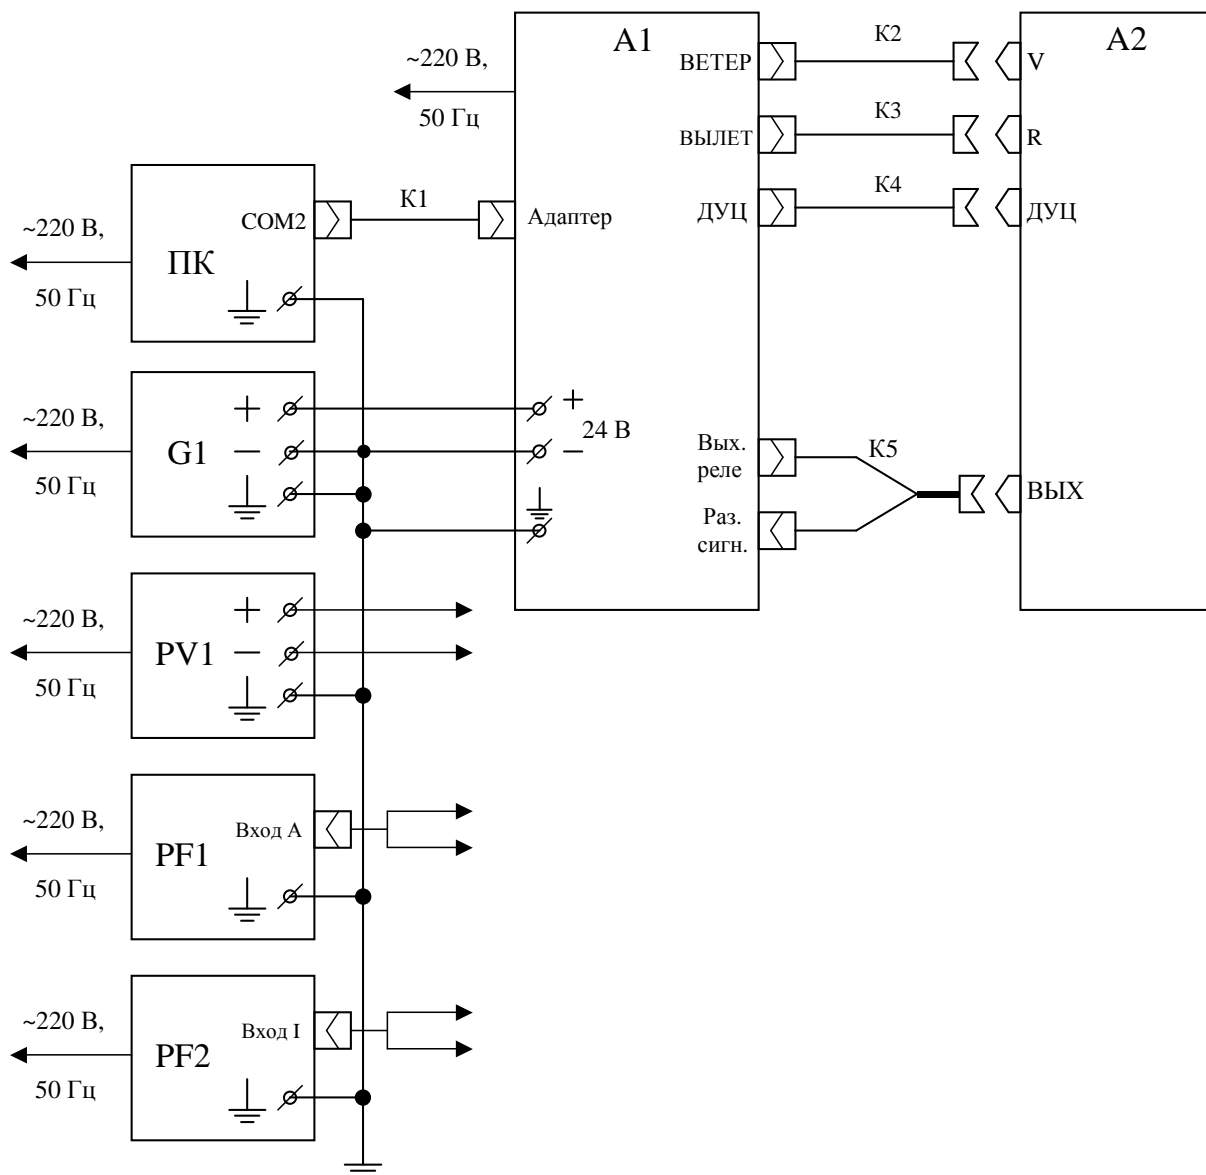 А1
А2
~220 В,
50 Гц
ВЕТЕР
К2
V
ВЫЛЕТ
К3
R
ДУЦ
К4
ДУЦ
Адаптер
К1
COM2
~220 В,
50 Гц
ПК
~220 В,
50 Гц
G1
+
−
+
−
24 В
Вых.
реле
К5
Раз.
сигн.
ВЫХ
~220 В,
50 Гц
PV1
+
−
~220 В,
50 Гц
PF1
Вход А
~220 В,
50 Гц
PF2
Вход I